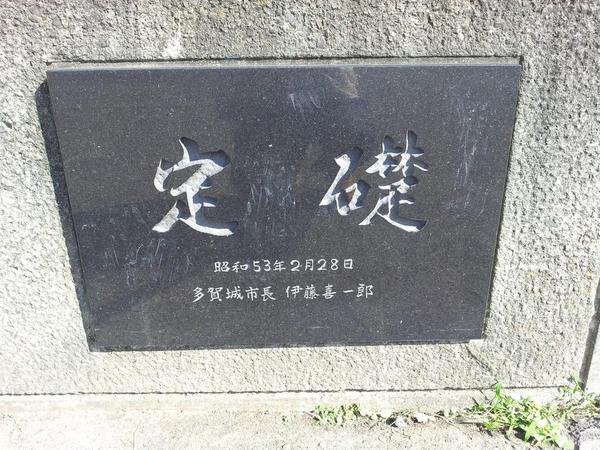 定礎
昭和53年2月28日
多賀城市長 伊藤喜一郎